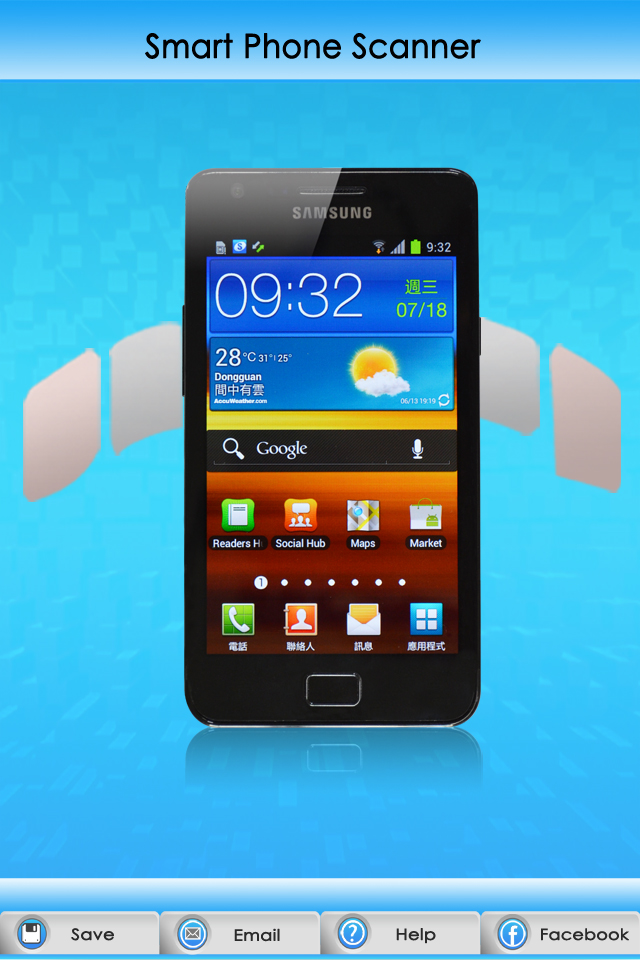 Smart Phone Scanner
SAMSUNG
9:32
09:32
週三
07/18
28°C 31°| 25°
Dongguan
間中有雲
AccuWeather.com
06/13 19:19
Google
Readers H
Social Hub
Maps
Market
1
電話
聯絡人
訊息
應用程式
Save
Email
Help
Facebook